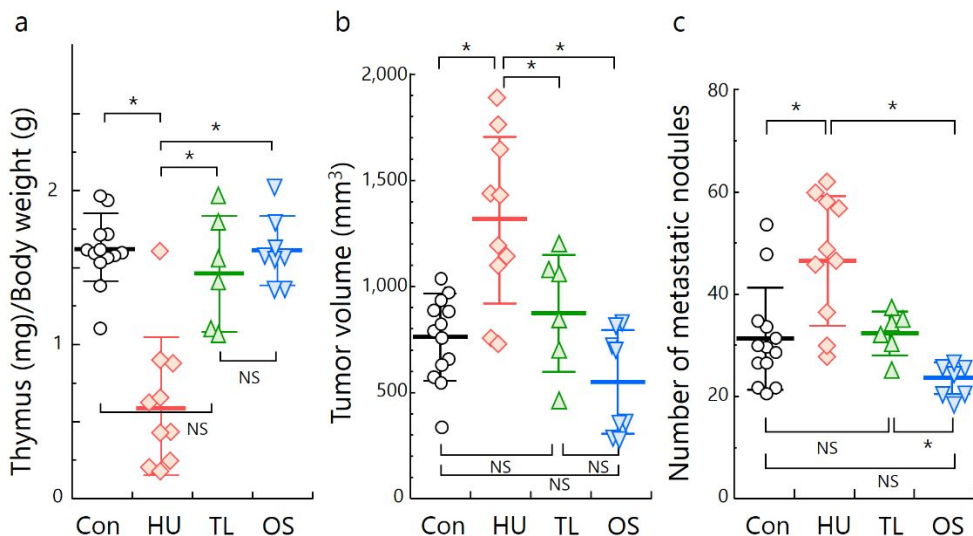 a
Thymus (mg)/Body weight (g)
2
1
0
*
*
*
NS
NS
Con HU TL OS
b
Tumor volume (mm³)
2,000
1,500
1,000
500
0
*
*
*
NS NS
NS
Con HU TL OS
c
Number of metastatic nodules
80
60
40
20
0
*
*
NS *
NS
Con HU TL OS